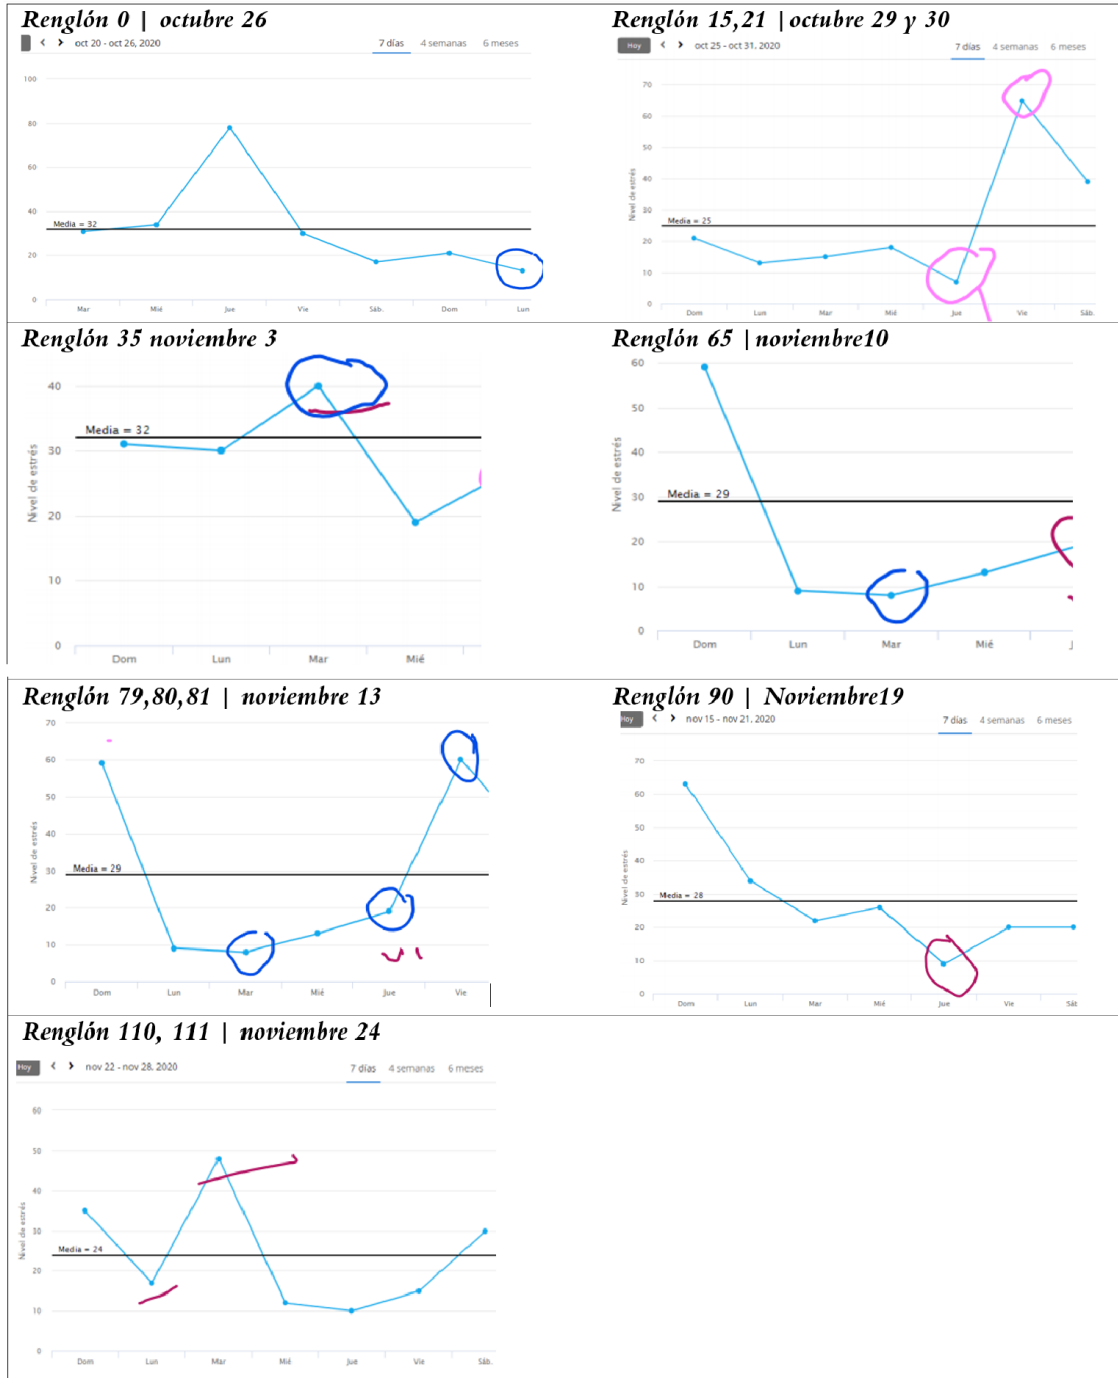 Renglón 0 | octubre 26
oct 20 - oct 26, 2020
7 días 4 semanas 6 meses
100
80
60
40
Media = 32
20
0
Mar Mié Jue Vie Sáb. Dom Lun
Renglón 15,21 |octubre 29 y 30
Hoy oct 25 - oct 31, 2020
7 días 4 semanas 6 meses
Nivel de estrés
70
60
50
40
30
Media = 25
20
10
0
Dom Lun Mar Mié Jue Vie Sáb.
Renglón 35 noviembre 3
Nivel de estrés
40
Media = 32
30
20
10
0
Dom Lun Mar Mié
Renglón 65 |noviembre10
Nivel de estrés
60
50
40
30
Media = 29
20
10
0
Dom Lun Mar Mié J
Renglón 79,80,81 | noviembre 13
Nivel de estrés
70
60
50
40
30
Media = 29
20
10
0
Dom Lun Mar Mié Jue Vie
Renglón 90 | Noviembre19
Hoy nov 15 - nov 21, 2020
7 días 4 semanas 6 meses
Nivel de estrés
70
60
50
40
30
Media = 28
20
10
0
Dom Lun Mar Mié Jue Vie Sáb
Renglón 110, 111 | noviembre 24
Hoy nov 22 - nov 28, 2020
7 días 4 semanas 6 meses
Nivel de estrés
60
50
40
30
Media = 24
20
10
0
Dom Lun Mar Mié Jue Vie Sáb.